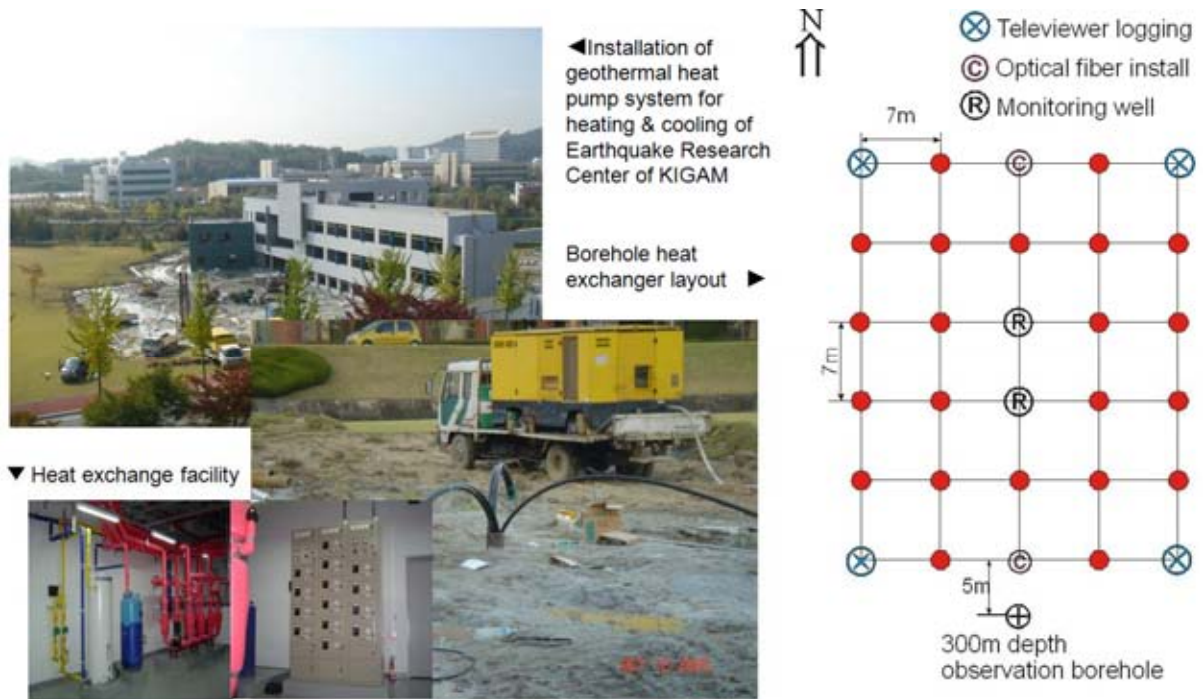 ◄Installation of
geothermal heat
pump system for
heating & cooling of
Earthquake Research
Center of KIGAM
Borehole heat
exchanger layout ►
▼ Heat exchange facility
N
Televiewer logging
C Optical fiber install
R Monitoring well
7m
C
R
7m
R
C
5m
300m depth
observation borehole